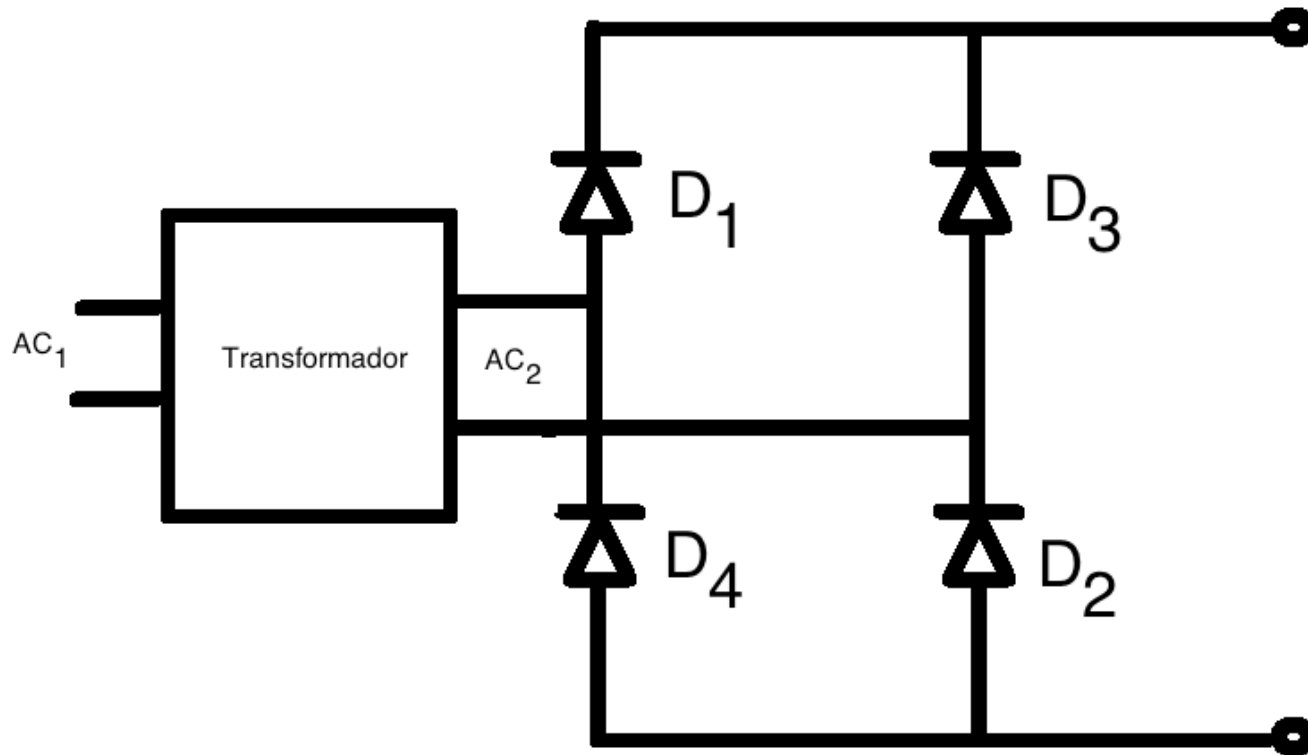 D₁
D₃
AC₁
Transformador
AC₂
D₄
D₂